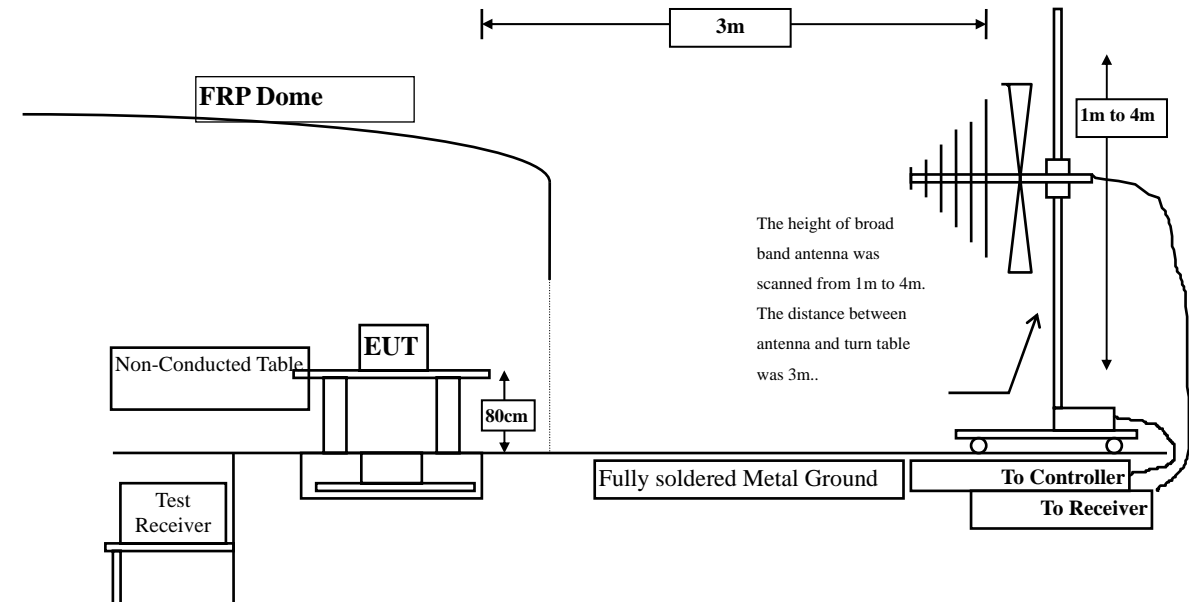 3m
FRP Dome
1m to 4m
The height of broad
band antenna was
scanned from 1m to 4m.
The distance between
antenna and turn table
was 3m..
EUT
Non-Conducted Table
80cm
Fully soldered Metal Ground
To Controller
To Receiver
Test
Receiver